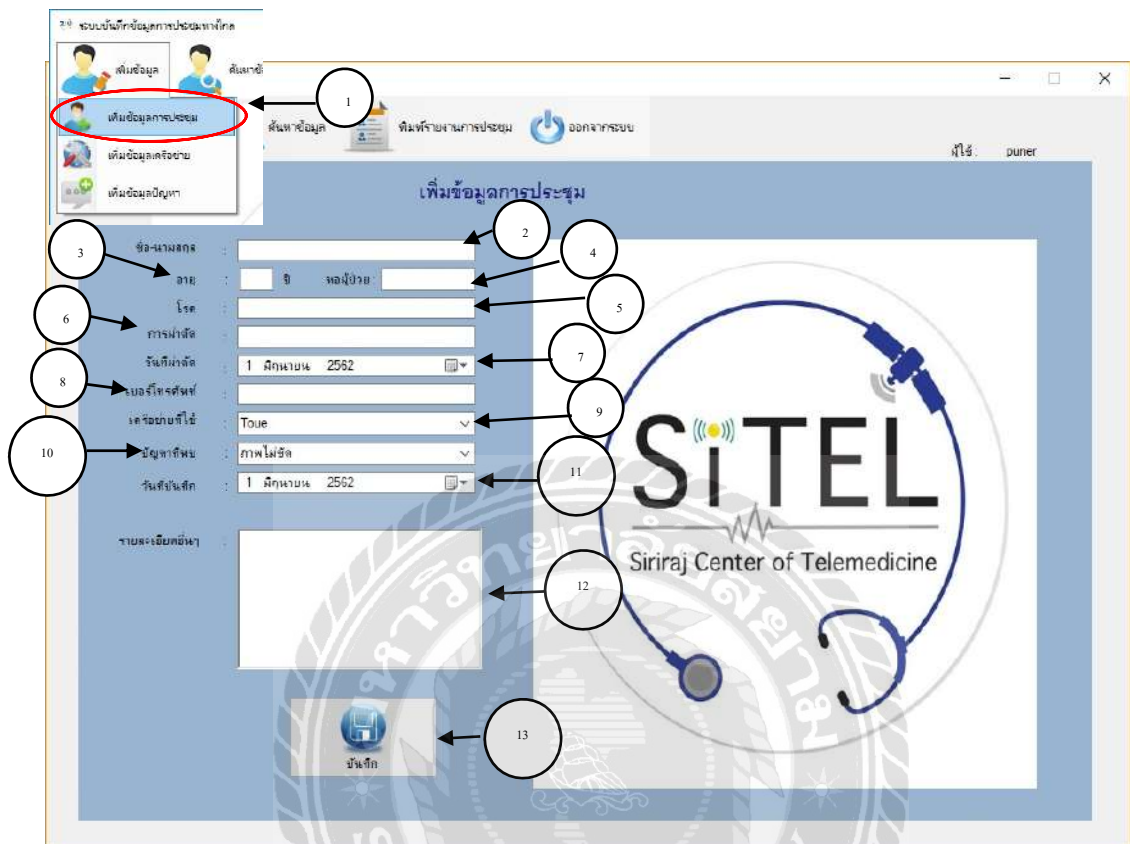 ระบบบันทึกข้อมูลการประชุมทางไกล
เพิ่มข้อมูล
เพิ่มข้อมูลการประชุม
เพิ่มข้อมูลเครือข่าย
เพิ่มข้อมูลปัญหา
1
ค้นหาข้อมูล
พิมพ์รายงานการประชุม
ออกจากระบบ
ผู้ใช้ : puner
เพิ่มข้อมูลการประชุม
ชื่อ-นามสกุล :
2
3
อายุ : ปี หอผู้ป่วย :
4
โรค :
5
6
การผ่าตัด :
วันที่ผ่าตัด : 1 มีนาคม 2562
7
8
เบอร์โทรศัพท์ :
เครือข่ายที่ใช้ : Toue
9
10
ปัญหาที่พบ : ภาพไม่ชัด
วันที่บันทึก : 1 มีนาคม 2562
11
รายละเอียดอื่นๆ :
12
บันทึก
13
SiTEL
Siriraj Center of Telemedicine
มหาวิทยาลัยสยาม